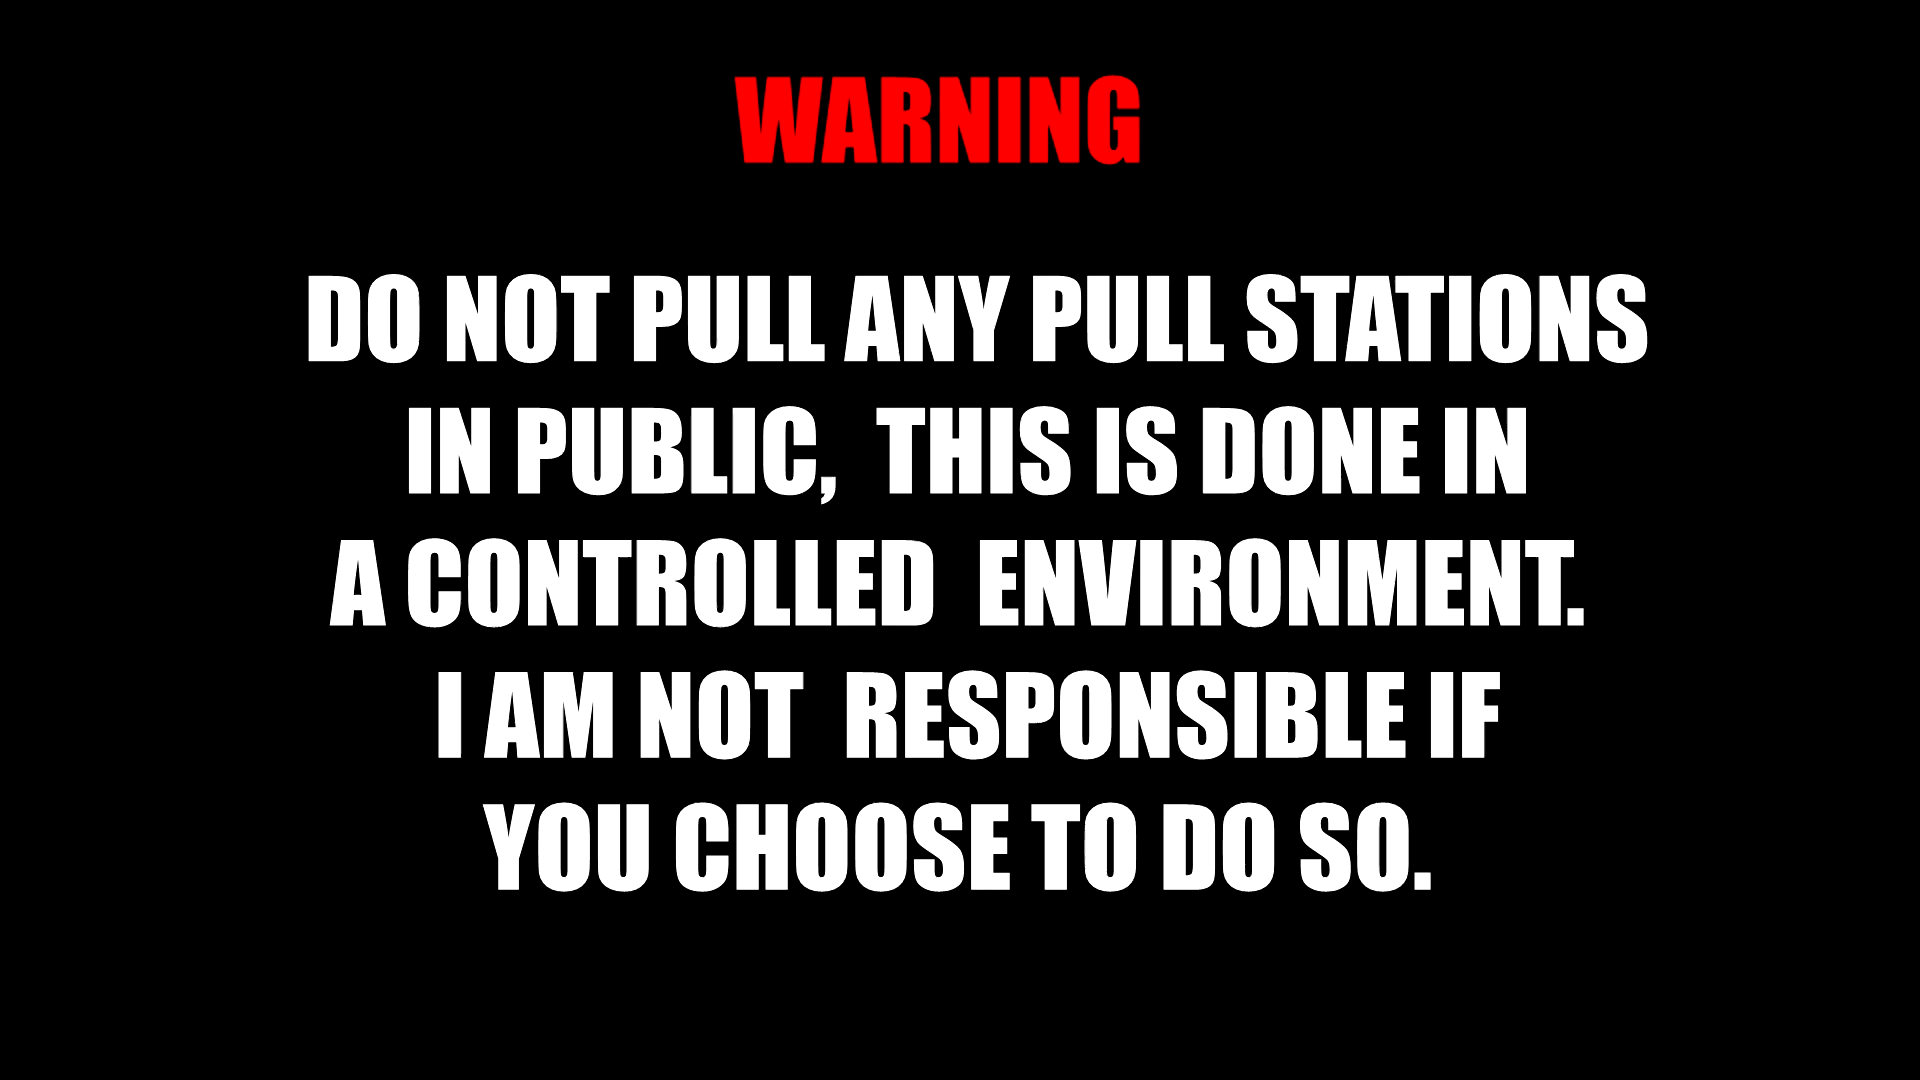 WARNING
DO NOT PULL ANY PULL STATIONS
IN PUBLIC, THIS IS DONE IN
A CONTROLLED ENVIRONMENT.
I AM NOT RESPONSIBLE IF
YOU CHOOSE TO DO SO.